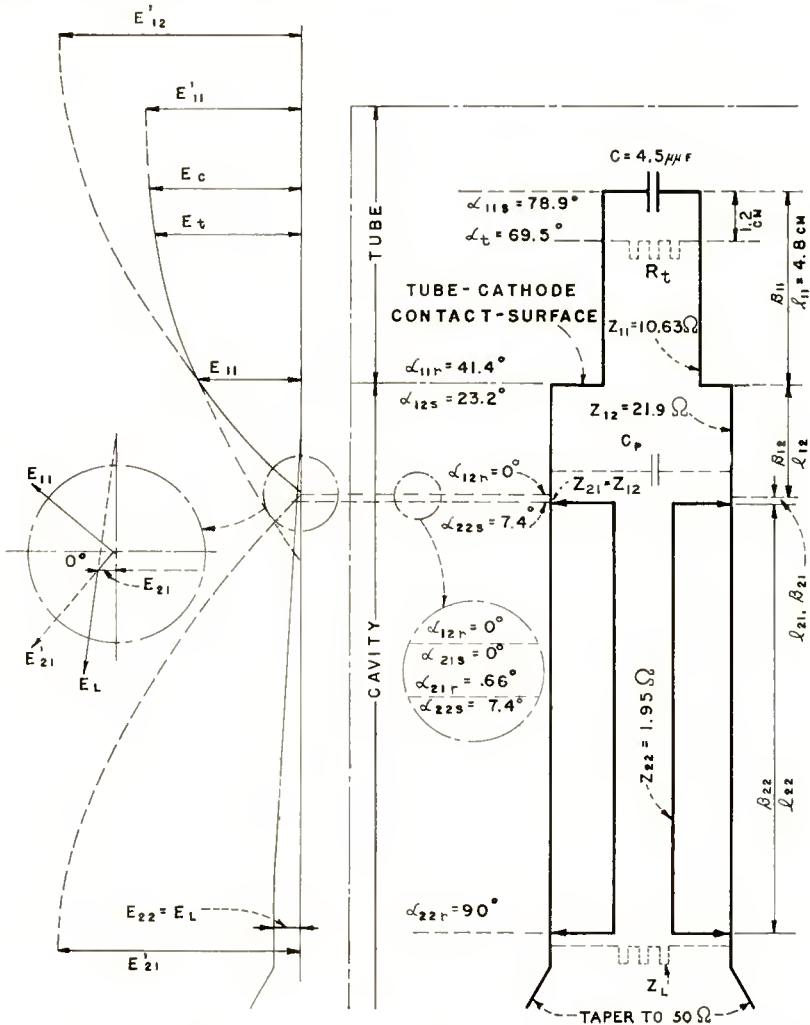 E'12
E'11
Ec
Et
E11
E11
0°
E21
E'21
EL
E22 = EL
E'21
TUBE
CAVITY
C = 4.5 μμF
α11s = 78.9°
αt = 69.5°
Rt
1.2 CM
TUBE-CATHODE
CONTACT-SURFACE
Z11 = 10.63 Ω
β11
ℓ11 = 4.8 CM
α11r = 41.4°
α12s = 23.2°
Z12 = 21.9 Ω
CP
β12
ℓ12
α12r = 0°
Z21 = Z12
α22s = 7.4°
ℓ21, β21
α12r = 0°
α21s = 0°
α21r = .66°
α22s = 7.4°
Z22 = 1.95 Ω
β22
ℓ22
α22r = 90°
ZL
TAPER TO 50 Ω